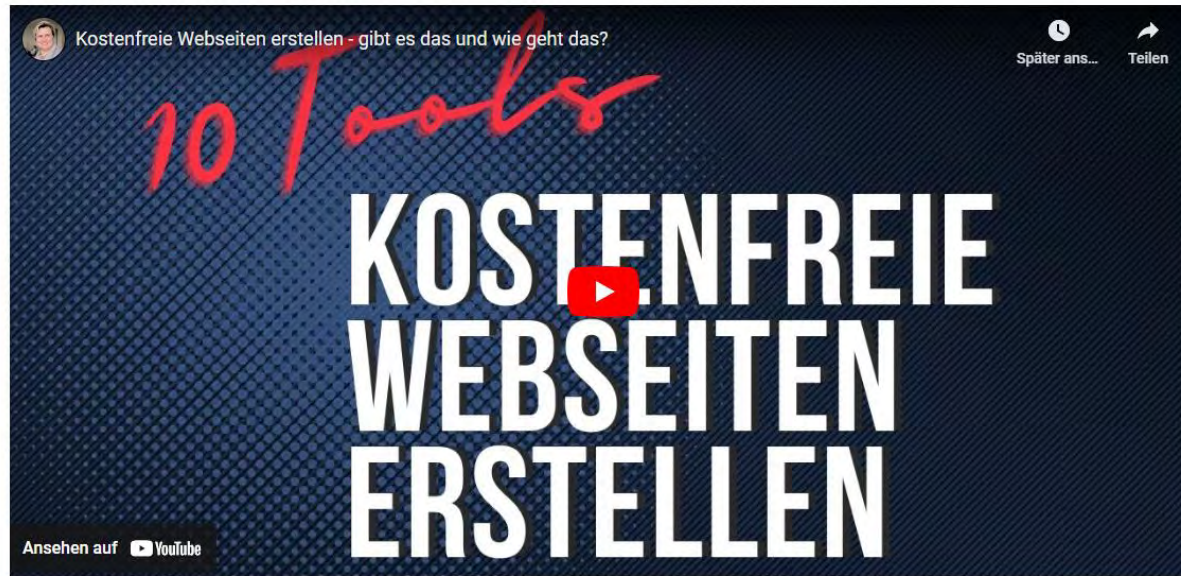 Kostenfreie Webseiten erstellen - gibt es das und wie geht das?
Später ans...
Teilen
10 Tools
KOSTENFREIE
WEBSEITEN
ERSTELLEN
Ansehen auf YouTube